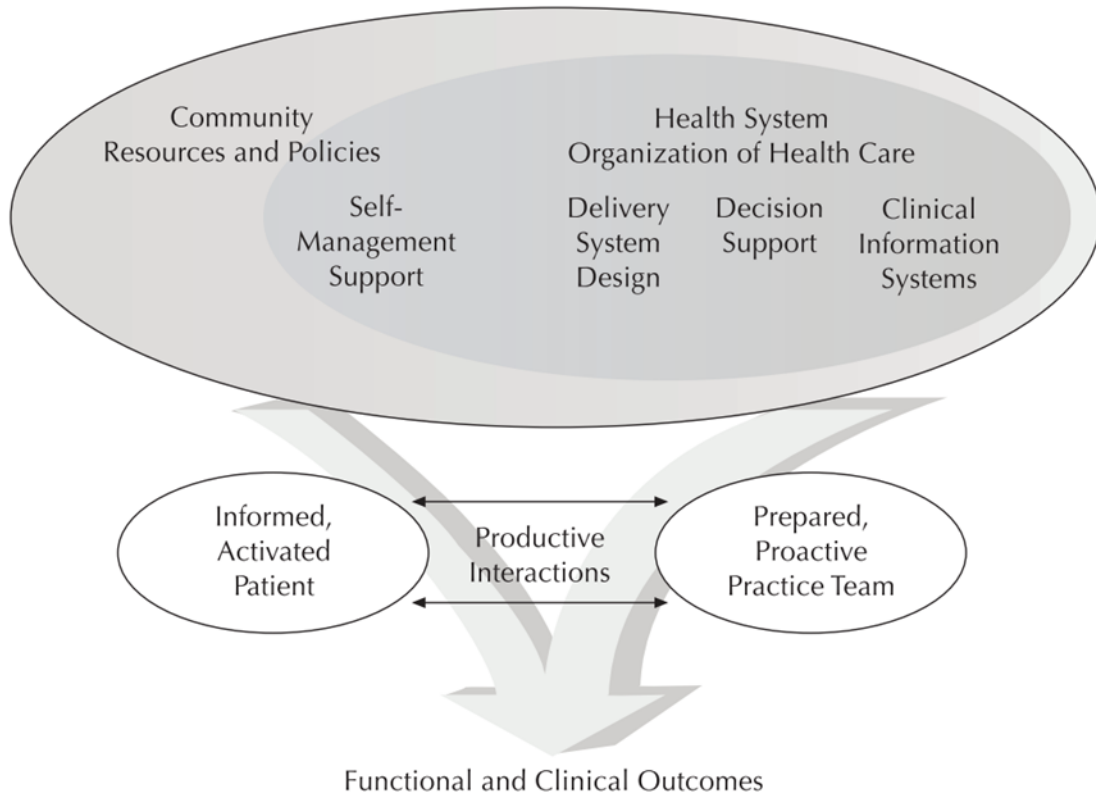 Community
Resources and Policies
Health System
Organization of Health Care
Self-
Management
Support
Delivery
System
Design
Decision
Support
Clinical
Information
Systems
Informed,
Activated
Patient
Productive
Interactions
Prepared,
Proactive
Practice Team
Functional and Clinical Outcomes